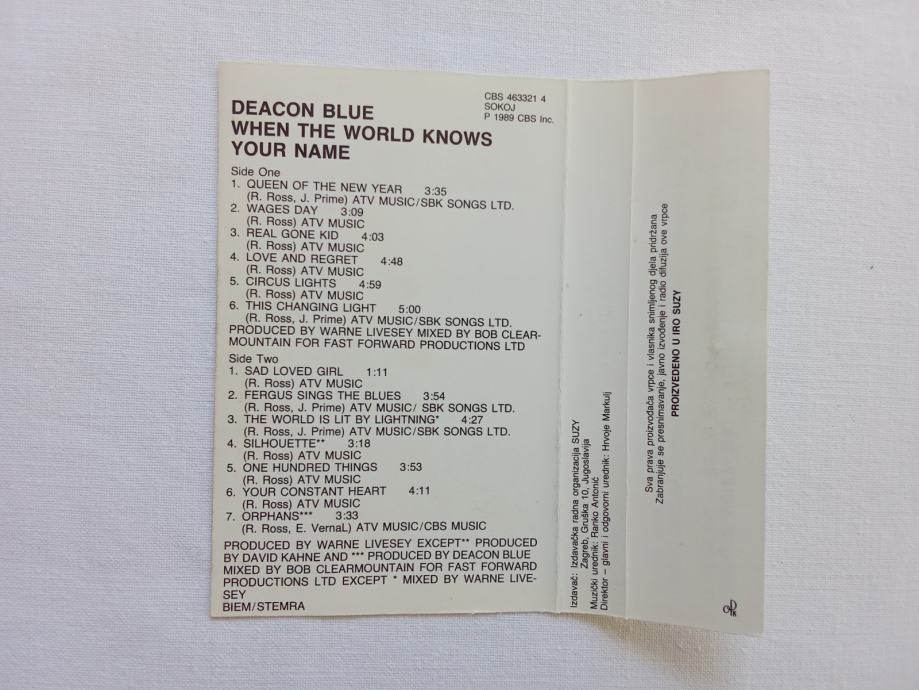 DEACON BLUE
WHEN THE WORLD KNOWS
YOUR NAME
CBS 463321 4
SOKOJ
P 1989 CBS Inc.
Side One
1. QUEEN OF THE NEW YEAR 3:35
(R. Ross, J. Prime) ATV MUSIC/SBK SONGS LTD.
2. WAGES DAY 3:09
(R. Ross) ATV MUSIC
3. REAL GONE KID 4:03
(R. Ross) ATV MUSIC
4. LOVE AND REGRET 4:48
(R. Ross) ATV MUSIC
5. CIRCUS LIGHTS 4:59
(R. Ross) ATV MUSIC
6. THIS CHANGING LIGHT 5:00
(R. Ross, J. Prime) ATV MUSIC/SBK SONGS LTD.
PRODUCED BY WARNE LIVESEY MIXED BY BOB CLEAR-
MOUNTAIN FOR FAST FORWARD PRODUCTIONS LTD
Side Two
1. SAD LOVED GIRL 1:11
(R. Ross) ATV MUSIC
2. FERGUS SINGS THE BLUES 3:54
(R. Ross, J. Prime) ATV MUSIC/ SBK SONGS LTD.
3. THE WORLD IS LIT BY LIGHTNING* 4:27
(R. Ross, J. Prime) ATV MUSIC/SBK SONGS LTD.
4. SILHOUETTE** 3:18
(R. Ross) ATV MUSIC
5. ONE HUNDRED THINGS 3:53
(R. Ross) ATV MUSIC
6. YOUR CONSTANT HEART 4:11
(R. Ross) ATV MUSIC
7. ORPHANS*** 3:33
(R. Ross, E. VernaL) ATV MUSIC/CBS MUSIC
PRODUCED BY WARNE LIVESEY EXCEPT** PRODUCED
BY DAVID KAHNE AND *** PRODUCED BY DEACON BLUE
MIXED BY BOB CLEARMOUNTAIN FOR FAST FORWARD
PRODUCTIONS LTD EXCEPT * MIXED BY WARNE LIVE-
SEY
BIEM/STEMRA
Izdavač: Izdavačka radna organizacija SUZY
Zagreb, Gruška 10, Jugoslavija
Muzički urednik: Ranko Antonić
Direktor – glavni i odgovorni urednik: Hrvoje Markulj
Sva prava proizvođača vrpce i vlasnika snimljenog djela pridržana
Zabranjuje se presnimavanje, javno izvođenje i radio difuzija ove vrpce
PROIZVEDENO U IRO SUZY